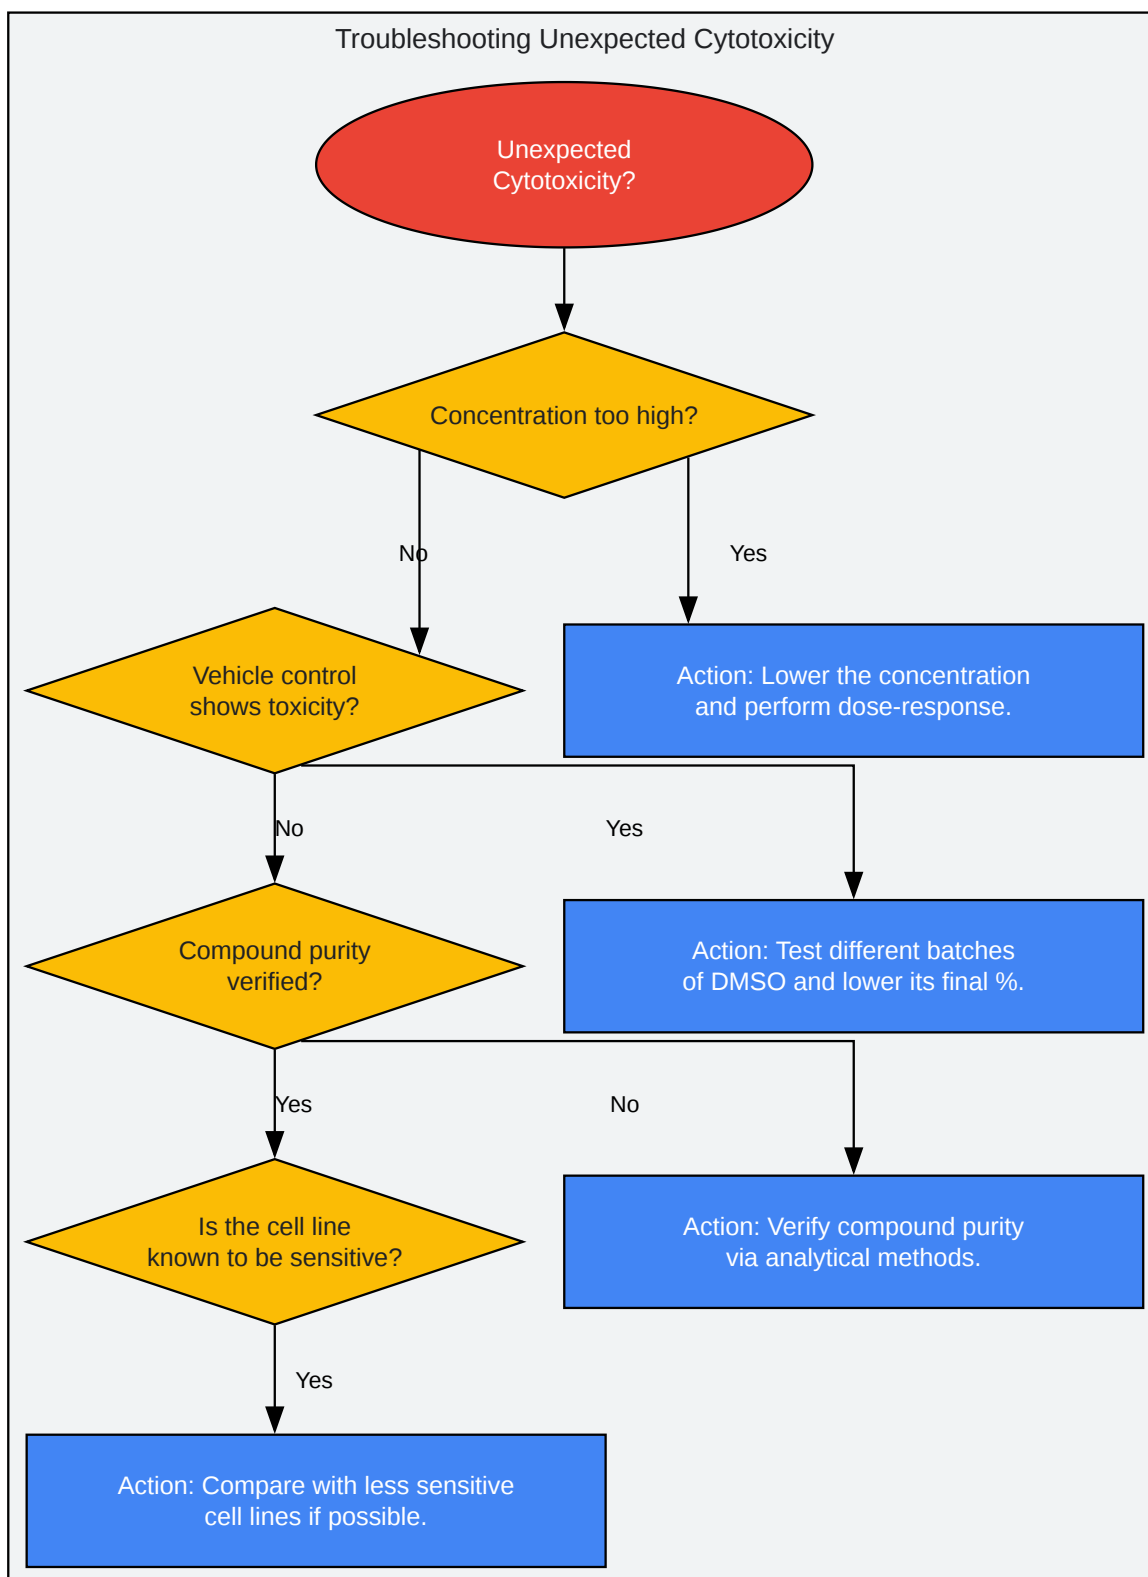 Troubleshooting Unexpected Cytotoxicity
Unexpected
Cytotoxicity?
Concentration too high?
No
Yes
Vehicle control
shows toxicity?
Action: Lower the concentration
and perform dose-response.
No
Yes
Compound purity
verified?
Action: Test different batches
of DMSO and lower its final %.
Yes
No
Is the cell line
known to be sensitive?
Action: Verify compound purity
via analytical methods.
Yes
Action: Compare with less sensitive
cell lines if possible.